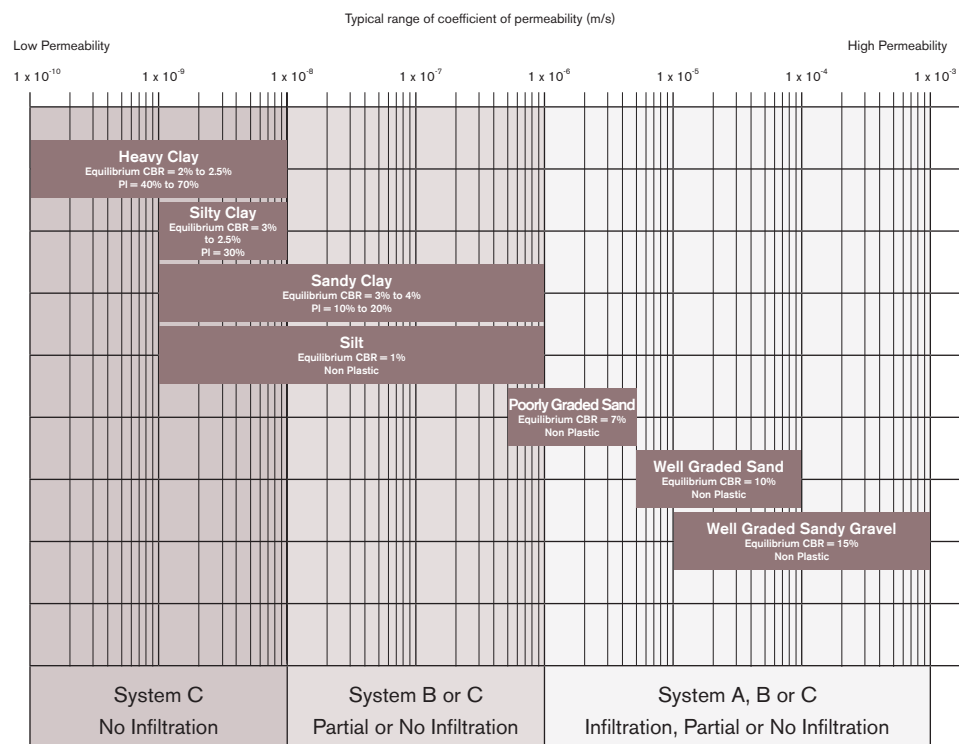 Typical range of coefficient of permeability (m/s)
Low Permeability High Permeability
1 x 10⁻¹⁰ 1 x 10⁻⁹ 1 x 10⁻⁸ 1 x 10⁻⁷ 1 x 10⁻⁶ 1 x 10⁻⁵ 1 x 10⁻⁴ 1 x 10⁻³
Heavy Clay
Equilibrium CBR = 2% to 2.5%
PI = 40% to 70%
Silty Clay
Equilibrium CBR = 3%
to 2.5%
PI = 30%
Sandy Clay
Equilibrium CBR = 3% to 4%
PI = 10% to 20%
Silt
Equilibrium CBR = 1%
Non Plastic
Poorly Graded Sand
Equilibrium CBR = 7%
Non Plastic
Well Graded Sand
Equilibrium CBR = 10%
Non Plastic
Well Graded Sandy Gravel
Equilibrium CBR = 15%
Non Plastic
System C
No Infiltration
System B or C
Partial or No Infiltration
System A, B or C
Infiltration, Partial or No Infiltration